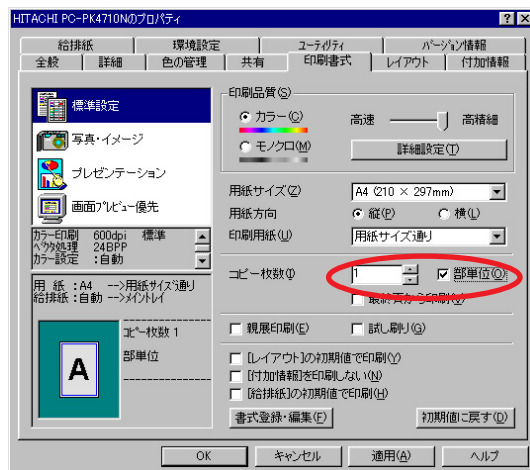 HITACHI PC-PK4710Nのプロパティ
給排紙 環境設定 ユーティリティ バージョン情報
全般 詳細 色の管理 共有 印刷書式 レイアウト 付加情報
標準設定
写真・イメージ
プレゼンテーション
画面プレビュー優先
カラー印刷 600dpi 標準
ベクタ処理 24BPP
カラー設定 :自動
用 紙 :A4 -->用紙サイズ通り
給排紙:自動 -->メイントレイ
コピー枚数 1
部単位
A
印刷品質(S)
カラー(C)
モノクロ(M)
高速 高精細
詳細設定(T)
用紙サイズ(Z) A4 (210 × 297mm)
用紙方向 縦(P) 横(L)
印刷用紙(U) 用紙サイズ通り
コピー枚数(I) 1 部単位(O)
最終頁から印刷(V)
親展印刷(E) 試し刷り(G)
[レイアウト]の初期値で印刷(Y)
[付加情報]を印刷しない(N)
[給排紙]の初期値で印刷(H)
書式登録・編集(F) 初期値に戻す(D)
OK キャンセル 適用(A) ヘルプ